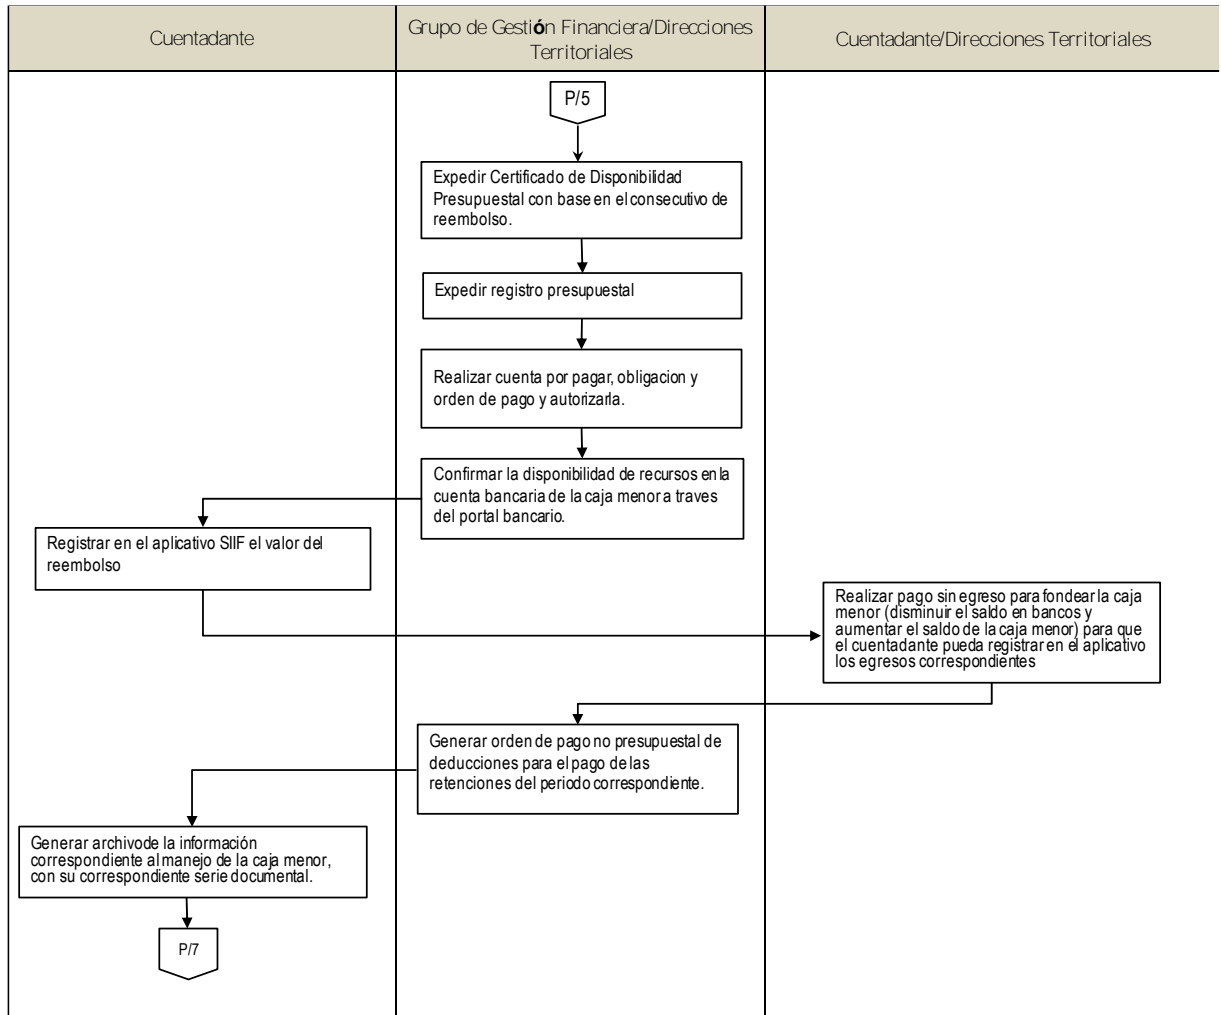 Cuentadante
Grupo de Gestión Financiera/Direcciones
Territoriales
Cuentadante/Direcciones Territoriales
P/5
Expedir Certificado de Disponibilidad
Presupuestal con base en el consecutivo de
reembolso.
Expedir registro presupuestal
Realizar cuenta por pagar, obligacion y
orden de pago y autorizarla.
Confirmar la disponibilidad de recursos en la
cuenta bancaria de la caja menor a traves
del portal bancario.
Registrar en el aplicativo SIIF el valor del
reembolso
Realizar pago sin egreso para fondear la caja
menor (disminuir el saldo en bancos y
aumentar el saldo de la caja menor) para que
el cuentadante pueda registrar en el aplicativo
los egresos correspondientes
Generar orden de pago no presupuestal de
deducciones para el pago de las
retenciones del periodo correspondiente.
Generar archivode la información
correspondiente al manejo de la caja menor,
con su correspondiente serie documental.
P/7